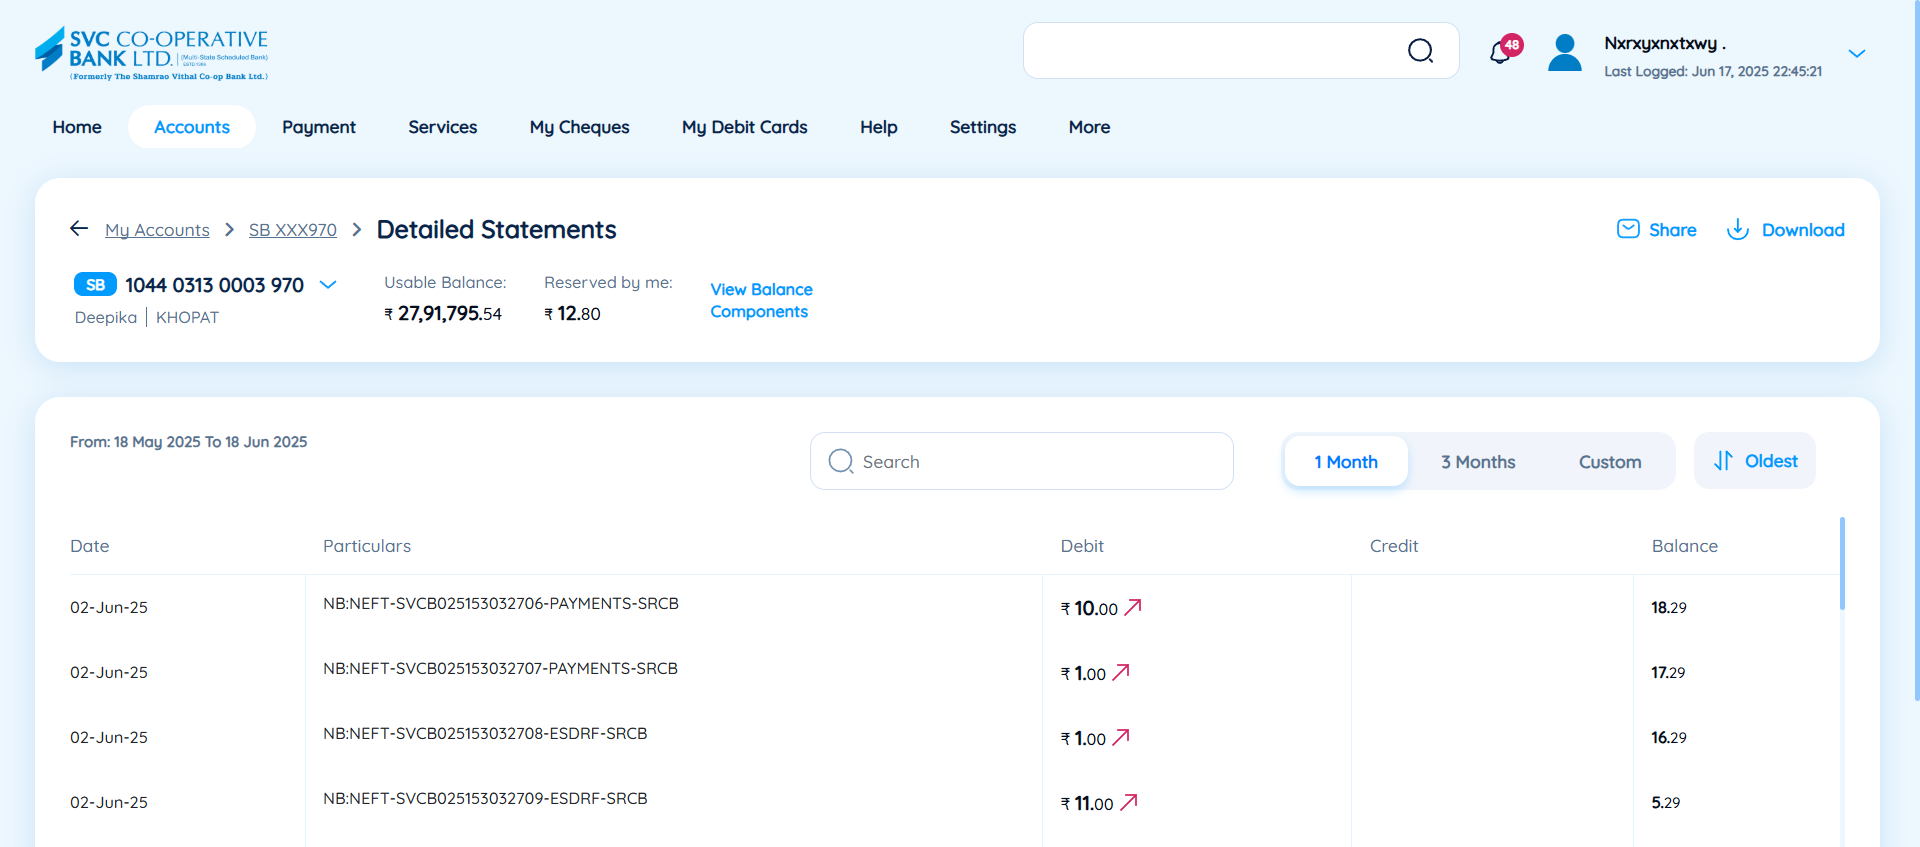 SVC CO-OPERATIVE
BANK LTD. (Multi-State Scheduled Bank)
ESTD 1906
(Formerly The Shamrao Vithal Co-op Bank Ltd.)
48
Nxrxyxnxtxwy .
Last Logged: Jun 17, 2025 22:45:21
Home Accounts Payment Services My Cheques My Debit Cards Help Settings More
My Accounts > SB XXX970 > Detailed Statements
Share Download
SB 1044 0313 0003 970
Deepika | KHOPAT
Usable Balance:
₹ 27,91,795.54
Reserved by me:
₹ 12.80
View Balance
Components
From: 18 May 2025 To 18 Jun 2025
Search
1 Month 3 Months Custom
Oldest
Date Particulars Debit Credit Balance
02-Jun-25 NB:NEFT-SVCB025153032706-PAYMENTS-SRCB ₹ 10.00 18.29
02-Jun-25 NB:NEFT-SVCB025153032707-PAYMENTS-SRCB ₹ 1.00 17.29
02-Jun-25 NB:NEFT-SVCB025153032708-ESDRF-SRCB ₹ 1.00 16.29
02-Jun-25 NB:NEFT-SVCB025153032709-ESDRF-SRCB ₹ 11.00 5.29